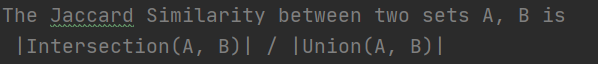 The Jaccard Similarity between two sets A, B is
|Intersection(A, B)| / |Union(A, B)|